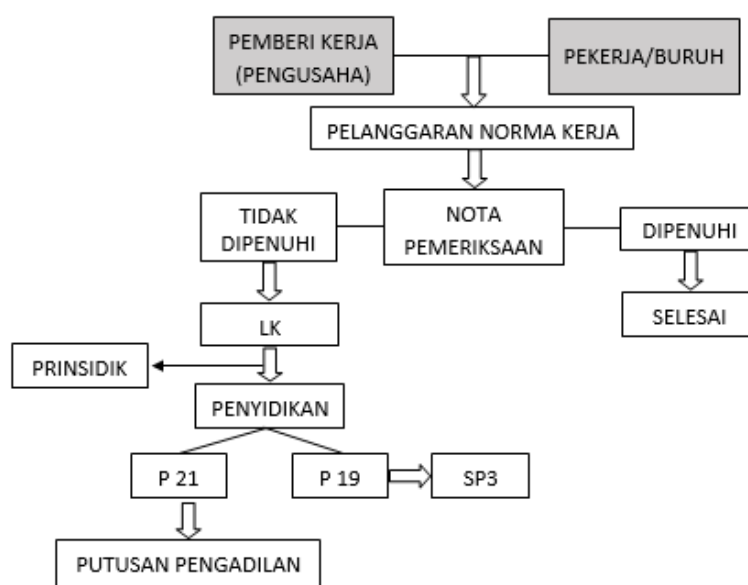 PEMBERI KERJA
(PENGUSAHA)
PEKERJA/BURUH
PELANGGARAN NORMA KERJA
TIDAK
DIPENUHI
NOTA
PEMERIKSAAN
DIPENUHI
LK
SELESAI
PRINSIDIK
PENYIDIKAN
P 21
P 19
SP3
PUTUSAN PENGADILAN